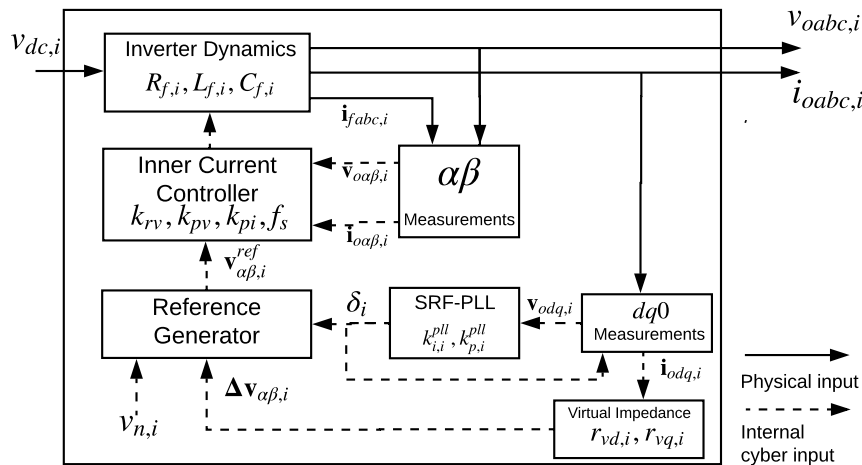 v_{oabc,i}
v_{dc,i}
Inverter Dynamics
R_{f,i}, L_{f,i}, C_{f,i}
i_{oabc,i}
i_{fabc,i}
Inner Current
Controller
k_{rv}, k_{pv}, k_{pi}, f_s
v_{oαβ,i}
i_{oαβ,i}
αβ
Measurements
v_{αβ,i}^{ref}
Reference
Generator
δ_i
SRF-PLL
k_{i,i}^{pll}, k_{p,i}^{pll}
v_{odq,i}
dq0
Measurements
i_{odq,i}
Δv_{αβ,i}
v_{n,i}
Virtual Impedance
r_{vd,i}, r_{vq,i}
Physical input
Internal
cyber input